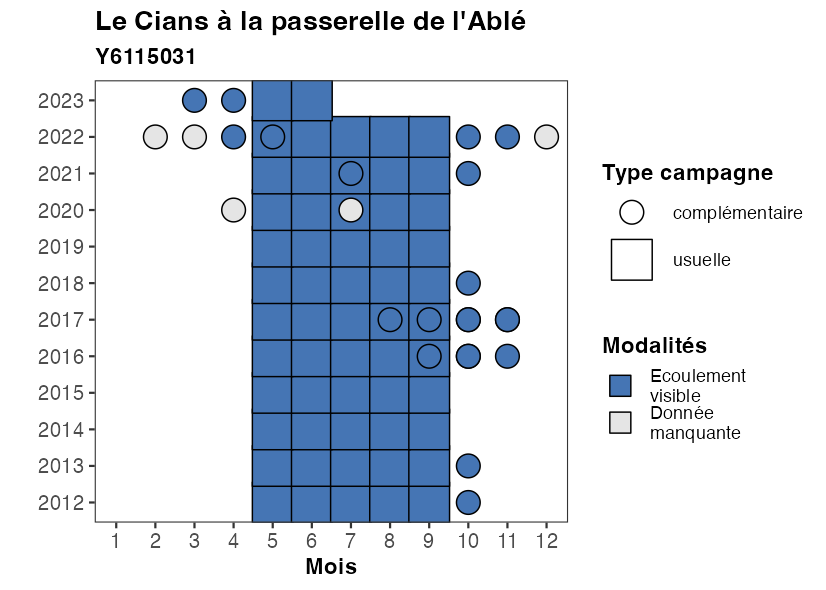 Le Cians à la passerelle de l'Ablé
Y6115031
2023
2022
2021
2020
2019
2018
2017
2016
2015
2014
2013
2012
1 2 3 4 5 6 7 8 9 10 11 12
Mois
Type campagne
complémentaire
usuelle
Modalités
Ecoulement
visible
Donnée
manquante